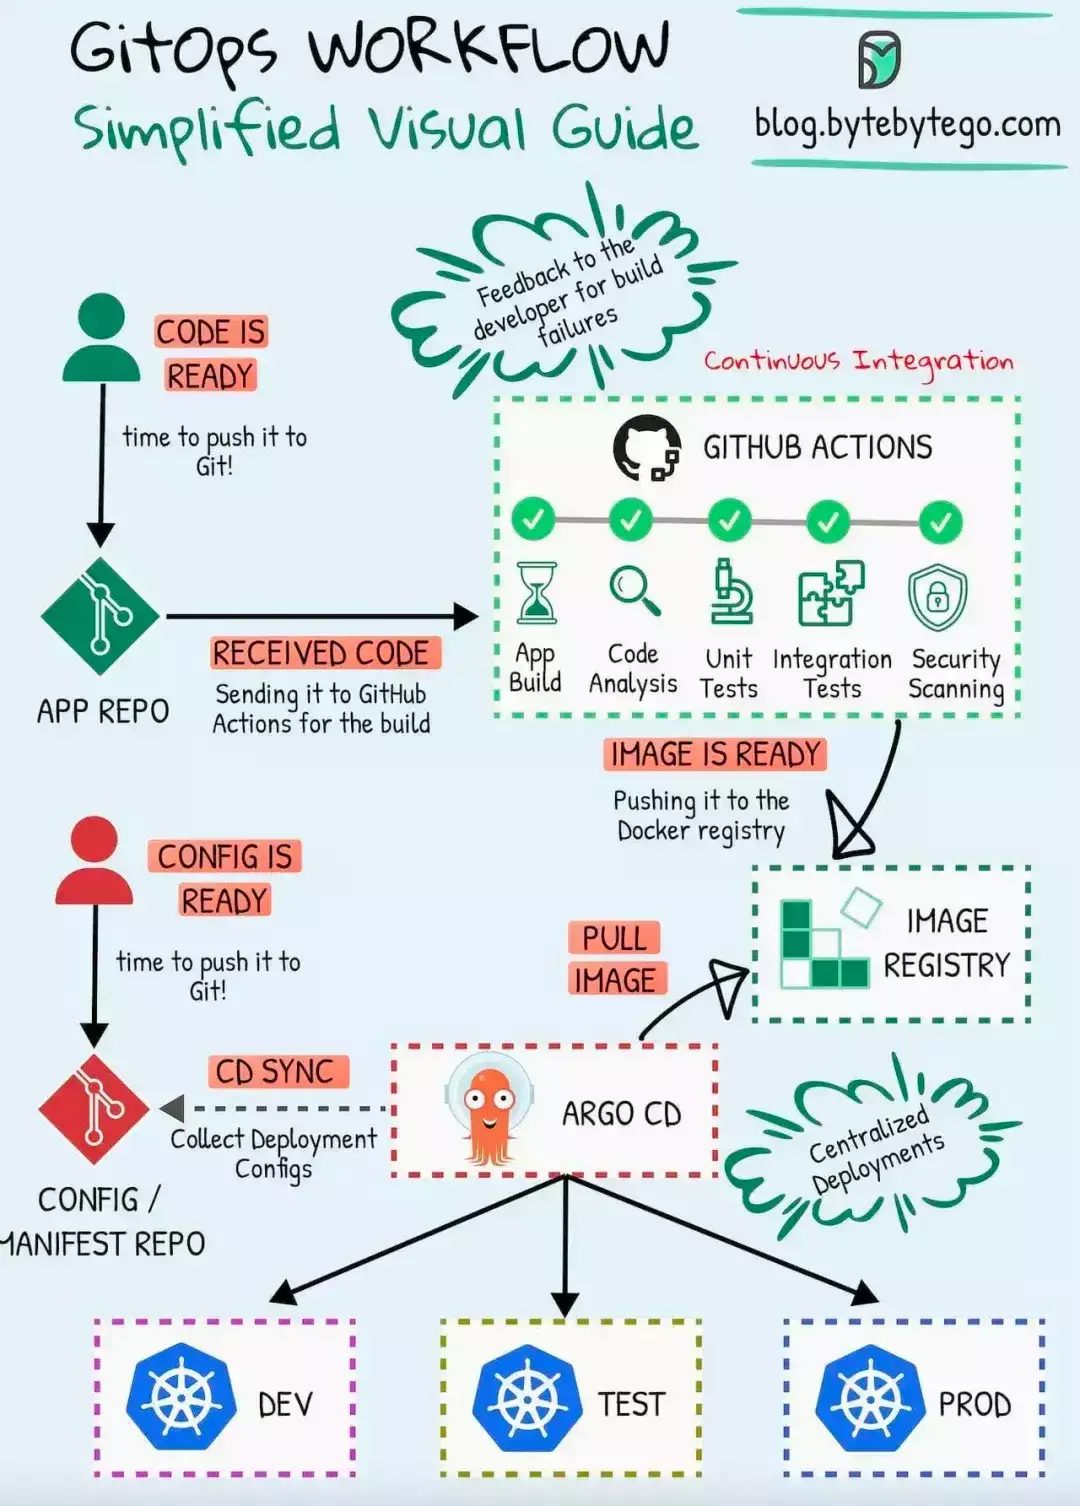 GitOps WORKFLOW
Simplified Visual Guide
blog.bytebytego.com
Feedback to the
developer for build
failures
CODE IS
READY
time to push it to
Git!
Continuous Integration
GITHUB ACTIONS
App
Build
Code
Analysis
Unit
Tests
Integration
Tests
Security
Scanning
RECEIVED CODE
Sending it to GitHub
Actions for the build
APP REPO
IMAGE IS READY
Pushing it to the
Docker registry
CONFIG IS
READY
time to push it to
Git!
PULL
IMAGE
IMAGE
REGISTRY
CD SYNC
Collect Deployment
Configs
ARGO CD
Centralized
Deployments
CONFIG /
MANIFEST REPO
DEV
TEST
PROD